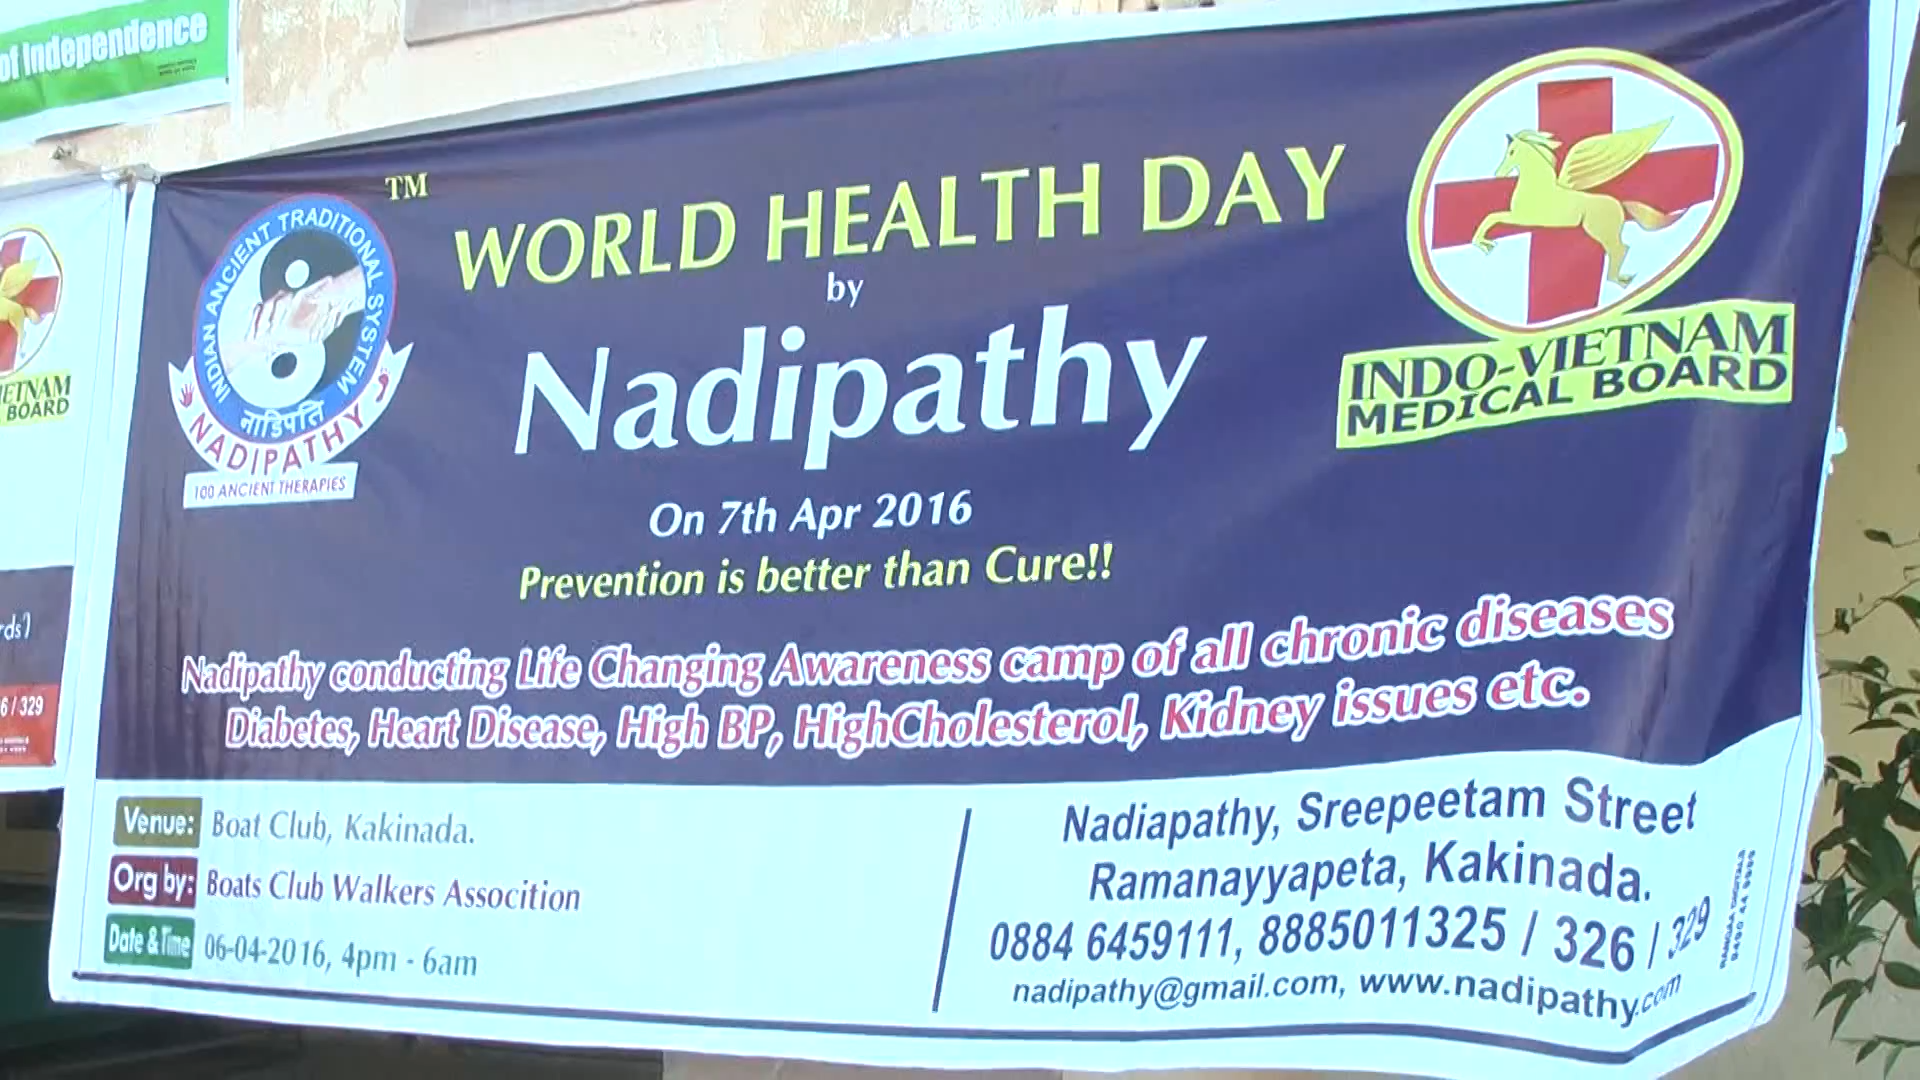 of Independence
TM
INDIAN ANCIENT TRADITIONAL SYSTEM
नाडिपति
NADIPATHY
100 ANCIENT THERAPIES
WORLD HEALTH DAY
by
Nadipathy
On 7th Apr 2016
Prevention is better than Cure!!
INDO-VIETNAM
MEDICAL BOARD
Nadipathy conducting Life Changing Awareness camp of all chronic diseases
Diabetes, Heart Disease, High BP, HighCholesterol, Kidney issues etc.
Venue: Boat Club, Kakinada.
Org by: Boats Club Walkers Assocition
Date & Time 06-04-2016, 4pm - 6am
Nadiapathy, Sreepeetam Street
Ramanayyapeta, Kakinada.
0884 6459111, 8885011325 / 326 / 329
nadipathy@gmail.com, www.nadipathy.com
ETNAM
BOARD
rds')
6 / 329